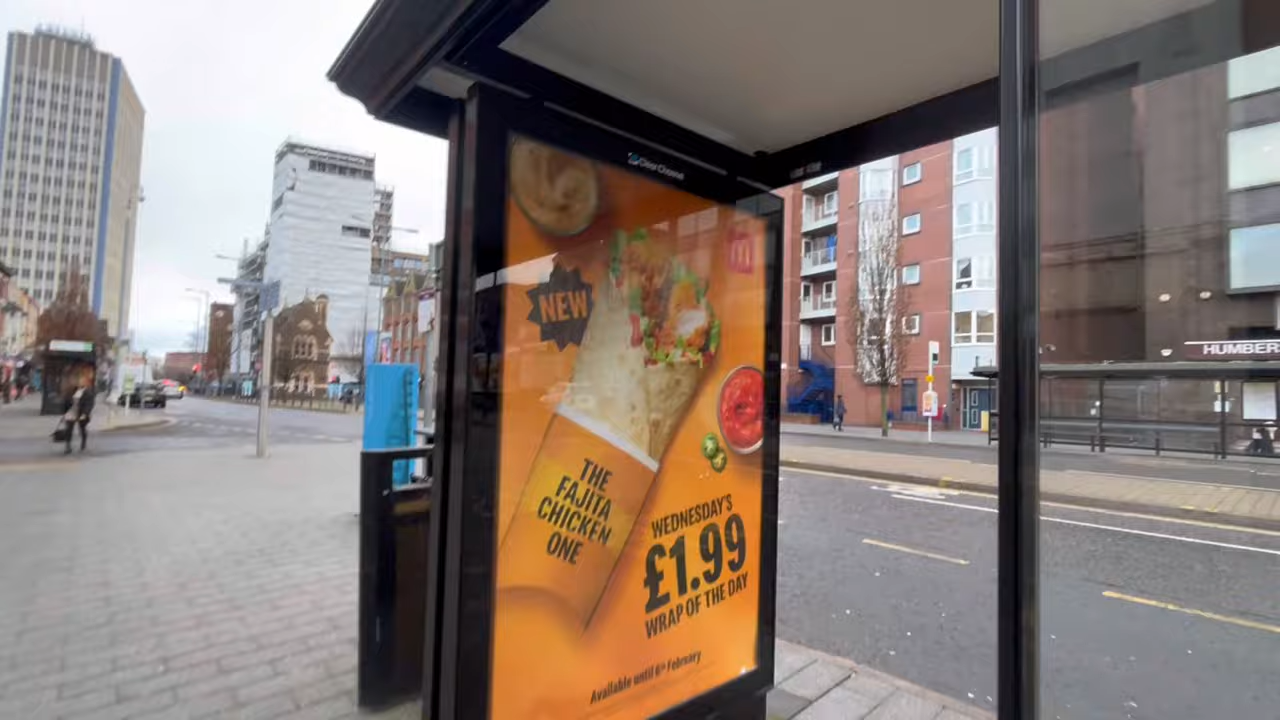 Clear Channel
NEW
THE
FAJITA
CHICKEN
ONE
WEDNESDAY'S
£1.99
WRAP OF THE DAY
Available until 6th February
HUMBER